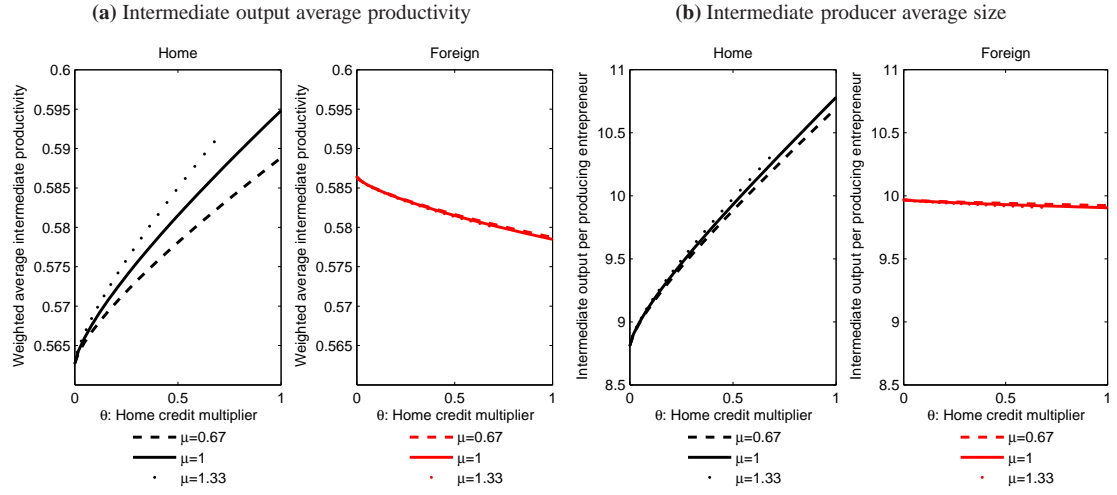 (a) Intermediate output average productivity
Home
Weighted average intermediate productivity
0.6
0.595
0.59
0.585
0.58
0.575
0.57
0.565
0 0.5 1
θ: Home credit multiplier
μ=0.67
μ=1
μ=1.33
Foreign
Weighted average intermediate productivity
0.6
0.595
0.59
0.585
0.58
0.575
0.57
0.565
0 0.5 1
θ: Home credit multiplier
μ=0.67
μ=1
μ=1.33
(b) Intermediate producer average size
Home
Intermediate output per producing entrepreneur
11
10.5
10
9.5
9
8.5
0 0.5 1
θ: Home credit multiplier
μ=0.67
μ=1
μ=1.33
Foreign
Intermediate output per producing entrepreneur
11
10.5
10
9.5
9
8.5
0 0.5 1
θ: Home credit multiplier
μ=0.67
μ=1
μ=1.33